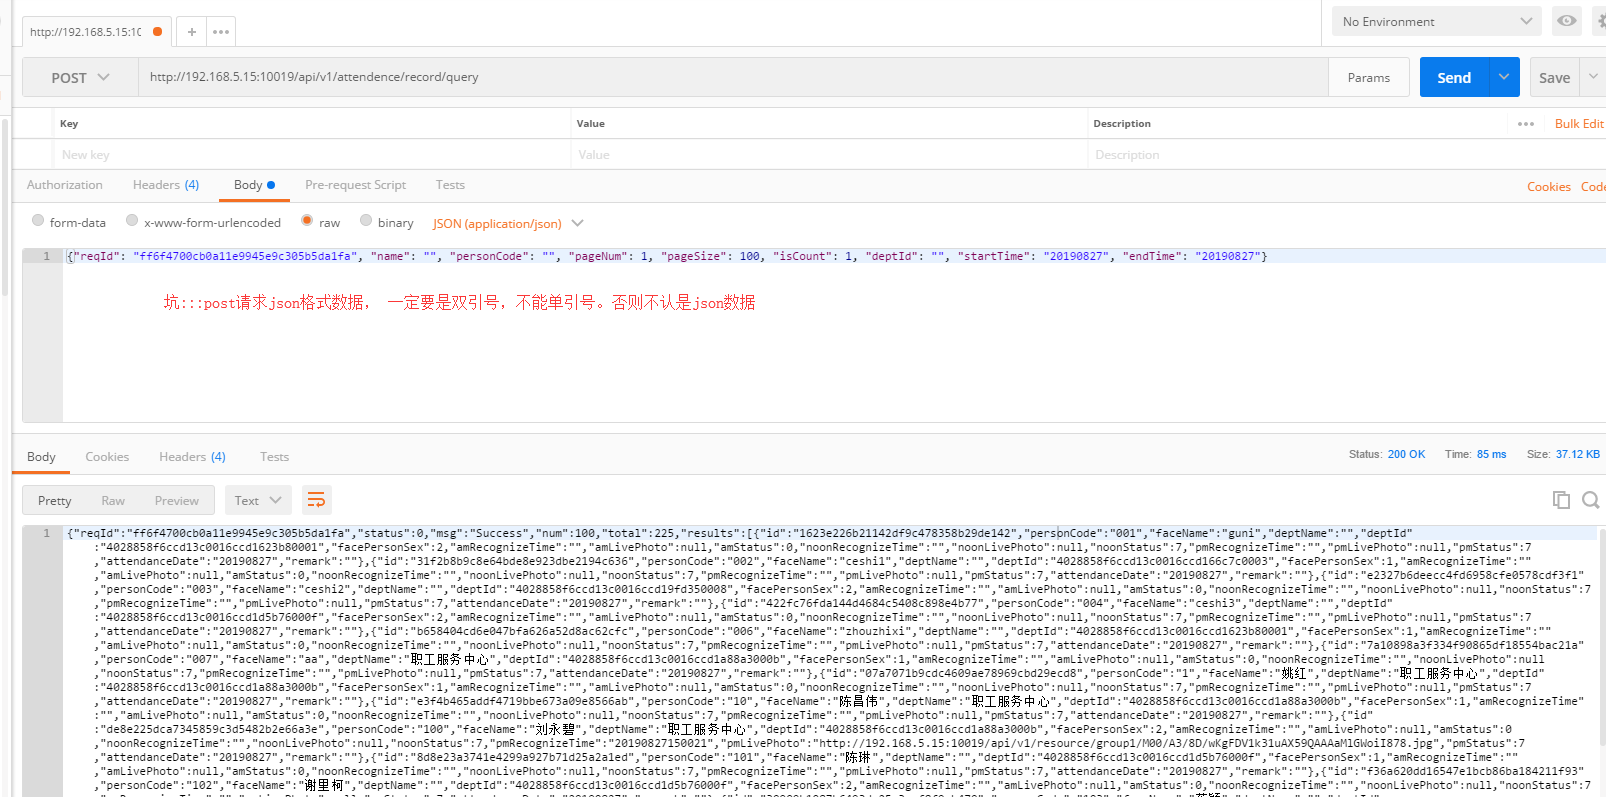 http://192.168.5.15:10
+
•••
No Environment
POST
http://192.168.5.15:10019/api/v1/attendence/record/query
Params
Send
Save
Key
Value
Description
•••
Bulk Edit
New key
Value
Description
Authorization
Headers (4)
Body
Pre-request Script
Tests
Cookies
Code
form-data
x-www-form-urlencoded
raw
binary
JSON (application/json)
1
{"reqId": "ff6f4700cb0a11e9945e9c305b5da1fa", "name": "", "personCode": "", "pageNum": 1, "pageSize": 100, "isCount": 1, "deptId": "", "startTime": "20190827", "endTime": "20190827"}
坑:::post请求json格式数据， 一定要是双引号，不能单引号。否则不认是json数据
Body
Cookies
Headers (4)
Tests
Status: 200 OK
Time: 85 ms
Size: 37.12 KB
Pretty
Raw
Preview
Text
1
{"reqId":"ff6f4700cb0a11e9945e9c305b5da1fa","status":0,"msg":"Success","num":100,"total":225,"results":[{"id":"1623e226b21142df9c478358b29de142","personCode":"001","faceName":"guni","deptName":"","deptId"
:"4028858f6ccd13c0016ccd1623b80001","facePersonSex":2,"amRecognizeTime":"","amLivePhoto":null,"amStatus":0,"noonRecognizeTime":"","noonLivePhoto":null,"noonStatus":7,"pmRecognizeTime":"","pmLivePhoto":null,"pmStatus":7
,"attendanceDate":"20190827","remark":""},{"id":"31f2b8b9c8e64bde8e923dbe2194c636","personCode":"002","faceName":"ceshi1","deptName":"","deptId":"4028858f6ccd13c0016ccd166c7c0003","facePersonSex":1,"amRecognizeTime":""
,"amLivePhoto":null,"amStatus":0,"noonRecognizeTime":"","noonLivePhoto":null,"noonStatus":7,"pmRecognizeTime":"","pmLivePhoto":null,"pmStatus":7,"attendanceDate":"20190827","remark":""},{"id":"e2327b6deecc4fd6958cfe0578cdf3f1"
,"personCode":"003","faceName":"ceshi2","deptName":"","deptId":"4028858f6ccd13c0016ccd19fd350008","facePersonSex":2,"amRecognizeTime":"","amLivePhoto":null,"amStatus":0,"noonRecognizeTime":"","noonLivePhoto":null,"noonStatus":7
,"pmRecognizeTime":"","pmLivePhoto":null,"pmStatus":7,"attendanceDate":"20190827","remark":""},{"id":"422fc76fda144d4684c5408c898e4b77","personCode":"004","faceName":"ceshi3","deptName":"","deptId"
:"4028858f6ccd13c0016ccd1d5b76000f","facePersonSex":2,"amRecognizeTime":"","amLivePhoto":null,"amStatus":0,"noonRecognizeTime":"","noonLivePhoto":null,"noonStatus":7,"pmRecognizeTime":"","pmLivePhoto":null,"pmStatus":7
,"attendanceDate":"20190827","remark":""},{"id":"b658404cd6e047bfa626a52d8ac62cfc","personCode":"006","faceName":"zhouzhixi","deptName":"","deptId":"4028858f6ccd13c0016ccd1623b80001","facePersonSex":1,"amRecognizeTime":""
,"amLivePhoto":null,"amStatus":0,"noonRecognizeTime":"","noonLivePhoto":null,"noonStatus":7,"pmRecognizeTime":"","pmLivePhoto":null,"pmStatus":7,"attendanceDate":"20190827","remark":""},{"id":"7a10898a3f334f90865df18554bac21a"
,"personCode":"007","faceName":"aa","deptName":"职工服务中心","deptId":"4028858f6ccd13c0016ccd1a88a3000b","facePersonSex":1,"amRecognizeTime":"","amLivePhoto":null,"amStatus":0,"noonRecognizeTime":"","noonLivePhoto":null
,"noonStatus":7,"pmRecognizeTime":"","pmLivePhoto":null,"pmStatus":7,"attendanceDate":"20190827","remark":""},{"id":"07a7071b9cdc4609ae78969cbd29ecd8","personCode":"1","faceName":"姚红","deptName":"职工服务中心","deptId"
:"4028858f6ccd13c0016ccd1a88a3000b","facePersonSex":1,"amRecognizeTime":"","amLivePhoto":null,"amStatus":0,"noonRecognizeTime":"","noonLivePhoto":null,"noonStatus":7,"pmRecognizeTime":"","pmLivePhoto":null,"pmStatus":7
,"attendanceDate":"20190827","remark":""},{"id":"e3f4b465addf4719bbe673a09e8566ab","personCode":"10","faceName":"陈昌伟","deptName":"职工服务中心","deptId":"4028858f6ccd13c0016ccd1a88a3000b","facePersonSex":1,"amRecognizeTime"
:"","amLivePhoto":null,"amStatus":0,"noonRecognizeTime":"","noonLivePhoto":null,"noonStatus":7,"pmRecognizeTime":"","pmLivePhoto":null,"pmStatus":7,"attendanceDate":"20190827","remark":""},{"id"
:"de8e225dca7345859c3d5482b2e66a3e","personCode":"100","faceName":"刘永碧","deptName":"职工服务中心","deptId":"4028858f6ccd13c0016ccd1a88a3000b","facePersonSex":2,"amRecognizeTime":"","amLivePhoto":null,"amStatus":0
,"noonRecognizeTime":"","noonLivePhoto":null,"noonStatus":7,"pmRecognizeTime":"20190827150021","pmLivePhoto":"http://192.168.5.15:10019/api/v1/resource/group1/M00/A3/8D/wKgFDV1k31uAX59QAAAaMlGWoiI878.jpg","pmStatus":7
,"attendanceDate":"20190827","remark":""},{"id":"8d8e23a3741e4299a927b71d25a2a1ed","personCode":"101","faceName":"陈琳","deptName":"","deptId":"4028858f6ccd13c0016ccd1d5b76000f","facePersonSex":1,"amRecognizeTime":""
,"amLivePhoto":null,"amStatus":0,"noonRecognizeTime":"","noonLivePhoto":null,"noonStatus":7,"pmRecognizeTime":"","pmLivePhoto":null,"pmStatus":7,"attendanceDate":"20190827","remark":""},{"id":"f36a620dd16547e1bcb86ba184211f93"
,"personCode":"102","faceName":"谢里柯","deptName":"","deptId":"4028858f6ccd13c0016ccd1d5b76000f","facePersonSex":2,"amRecognizeTime":"","amLivePhoto":null,"amStatus":0,"noonRecognizeTime":"","noonLivePhoto":null,"noonStatus":7